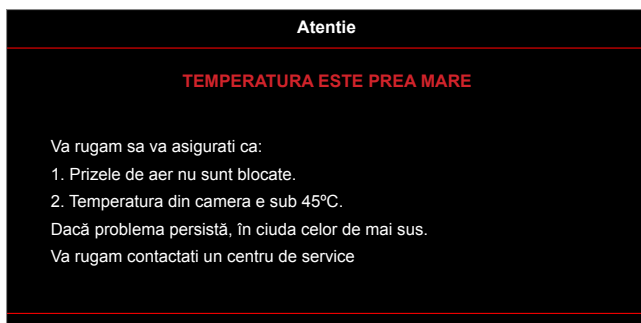 Atentie
TEMPERATURA ESTE PREA MARE
Va rugam sa va asigurati ca:
1. Prizele de aer nu sunt blocate.
2. Temperatura din camera e sub 45ºC.
Dacă problema persistă, în ciuda celor de mai sus.
Va rugam contactati un centru de service